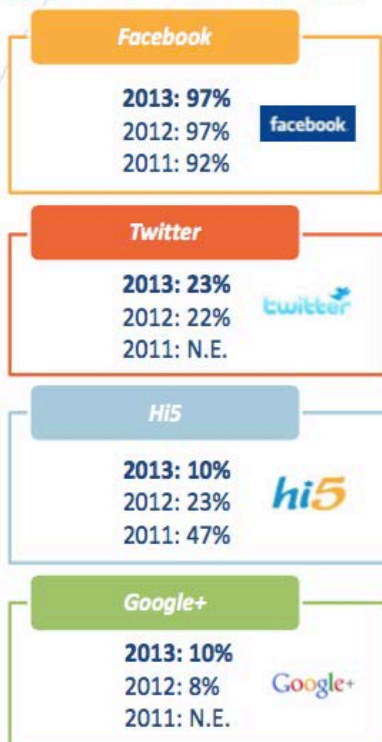 Facebook
2013: 97%
2012: 97%
2011: 92%
facebook
Twitter
2013: 23%
2012: 22%
2011: N.E.
twitter
Hi5
2013: 10%
2012: 23%
2011: 47%
hi5
Google+
2013: 10%
2012: 8%
2011: N.E.
Google+